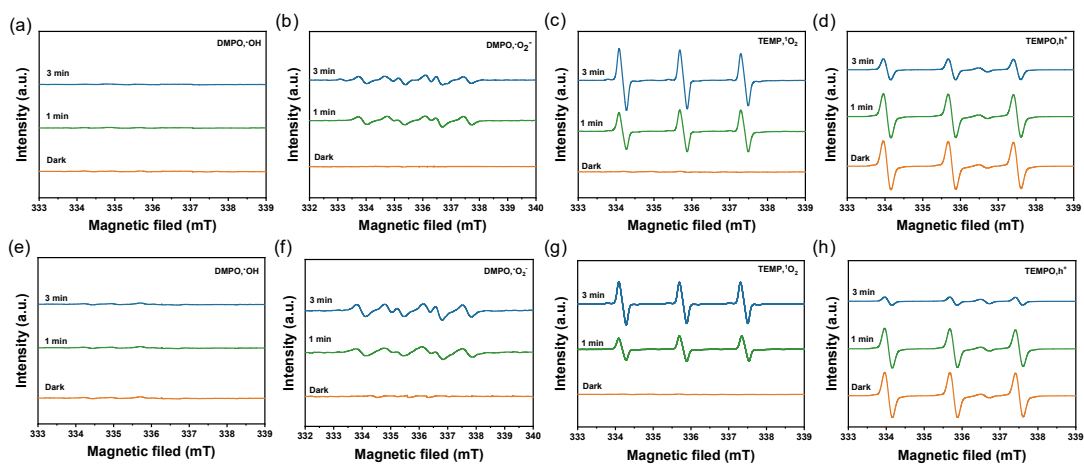 (a)
DMPO,·OH
3 min
1 min
Dark
Intensity (a.u.)
333 334 335 336 337 338 339
Magnetic filed (mT)
(b)
DMPO,·O₂⁻
3 min
1 min
Dark
Intensity (a.u.)
332 333 334 335 336 337 338 339 340
Magnetic filed (mT)
(c)
TEMP,¹O₂
3 min
1 min
Dark
Intensity (a.u.)
333 334 335 336 337 338 339
Magnetic filed (mT)
(d)
TEMPO,h⁺
3 min
1 min
Dark
Intensity (a.u.)
333 334 335 336 337 338 339
Magnetic filed (mT)
(e)
DMPO,·OH
3 min
1 min
Dark
Intensity (a.u.)
333 334 335 336 337 338 339
Magnetic filed (mT)
(f)
DMPO,·O₂⁻
3 min
1 min
Dark
Intensity (a.u.)
332 333 334 335 336 337 338 339 340
Magnetic filed (mT)
(g)
TEMP,¹O₂
3 min
1 min
Dark
Intensity (a.u.)
333 334 335 336 337 338 339
Magnetic filed (mT)
(h)
TEMPO,h⁺
3 min
1 min
Dark
Intensity (a.u.)
333 334 335 336 337 338 339
Magnetic filed (mT)